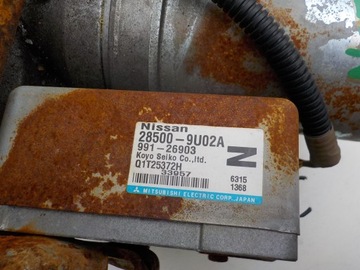 Nissan
28500-9U02A
991-26903
Koyo Seiko Co.,ltd.
Q1T25372H
33957
N
6315
1368
MITSUBISHI ELECTRIC CORP. JAPAN